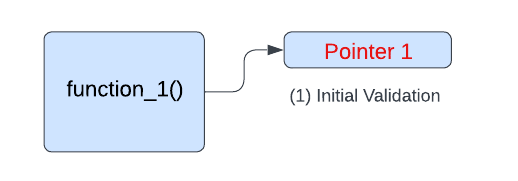 function_1()
Pointer 1
(1) Initial Validation